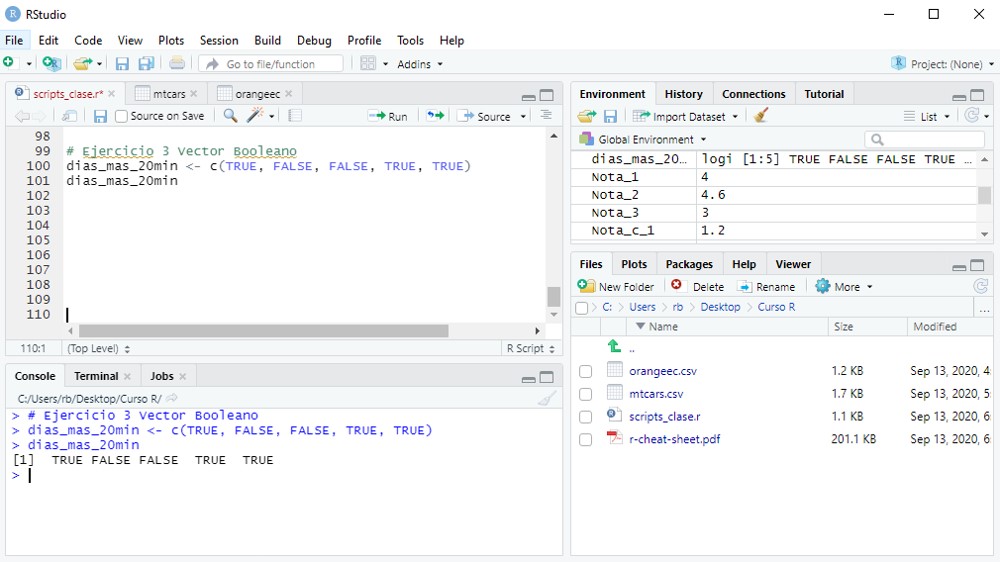 RStudio
File Edit Code View Plots Session Build Debug Profile Tools Help
Go to file/function Addins Project: (None)
scripts_clase.r* mtcars orangeec
Source on Save Run Source
98
99 # Ejercicio 3 Vector Booleano
100 dias_mas_20min <- c(TRUE, FALSE, FALSE, TRUE, TRUE)
101 dias_mas_20min
102
103
104
105
106
107
108
109
110
110:1 (Top Level) R Script
Console Terminal Jobs
C:/Users/rb/Desktop/Curso R/
> # Ejercicio 3 Vector Booleano
> dias_mas_20min <- c(TRUE, FALSE, FALSE, TRUE, TRUE)
> dias_mas_20min
[1]  TRUE FALSE FALSE  TRUE  TRUE
>
Environment History Connections Tutorial
Import Dataset List
Global Environment
dias_mas_20… logi [1:5] TRUE FALSE FALSE TRUE …
Nota_1 4
Nota_2 4.6
Nota_3 3
Nota_c_1 1.2
Files Plots Packages Help Viewer
New Folder Delete Rename More
C: Users rb Desktop Curso R ...
Name Size Modified
..
orangeec.csv 1.2 KB Sep 13, 2020, 4:
mtcars.csv 1.7 KB Sep 13, 2020, 5:
scripts_clase.r 1.1 KB Sep 13, 2020, 6:
r-cheat-sheet.pdf 201.1 KB Sep 13, 2020, 6: